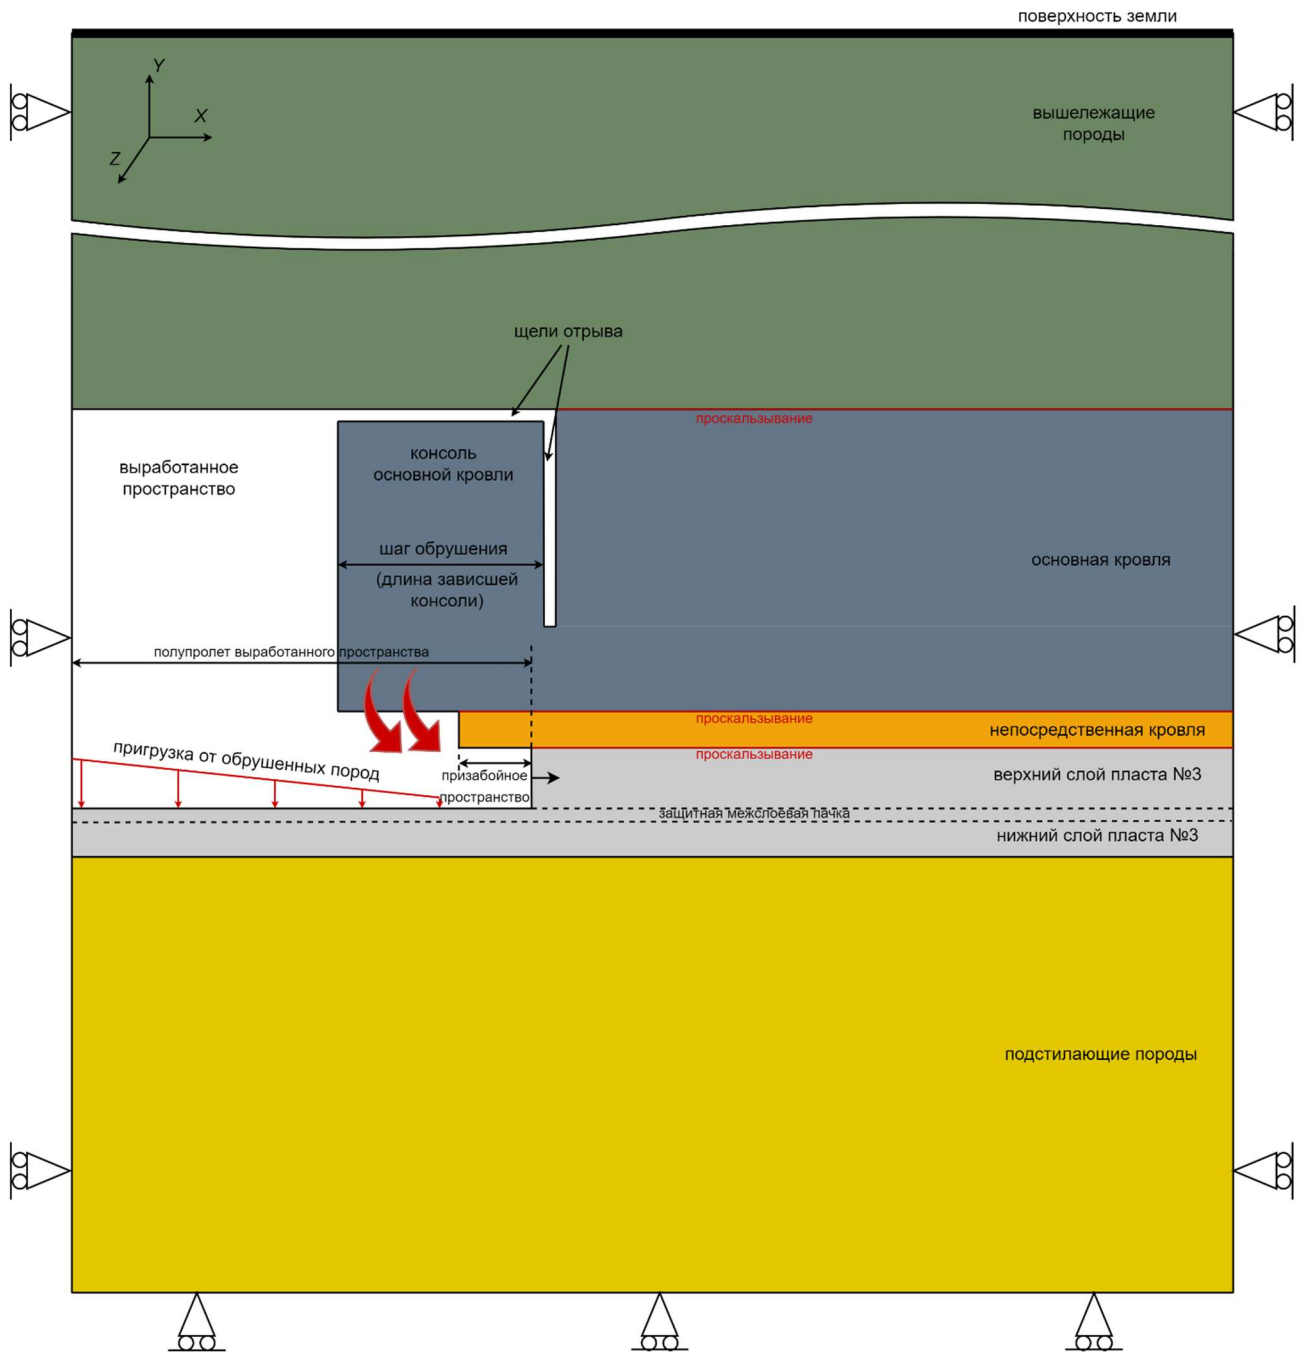 поверхность земли
Y
X
Z
вышележащие
породы
щели отрыва
проскальзывание
консоль
основной кровли
выработанное
пространство
шаг обрушения
(длина зависшей
консоли)
основная кровля
полупролет выработанного пространства
проскальзывание
непосредственная кровля
проскальзывание
пригрузка от обрушенных пород
призабойное
пространство
верхний слой пласта №3
защитная межслоевая пачка
нижний слой пласта №3
подстилающие породы